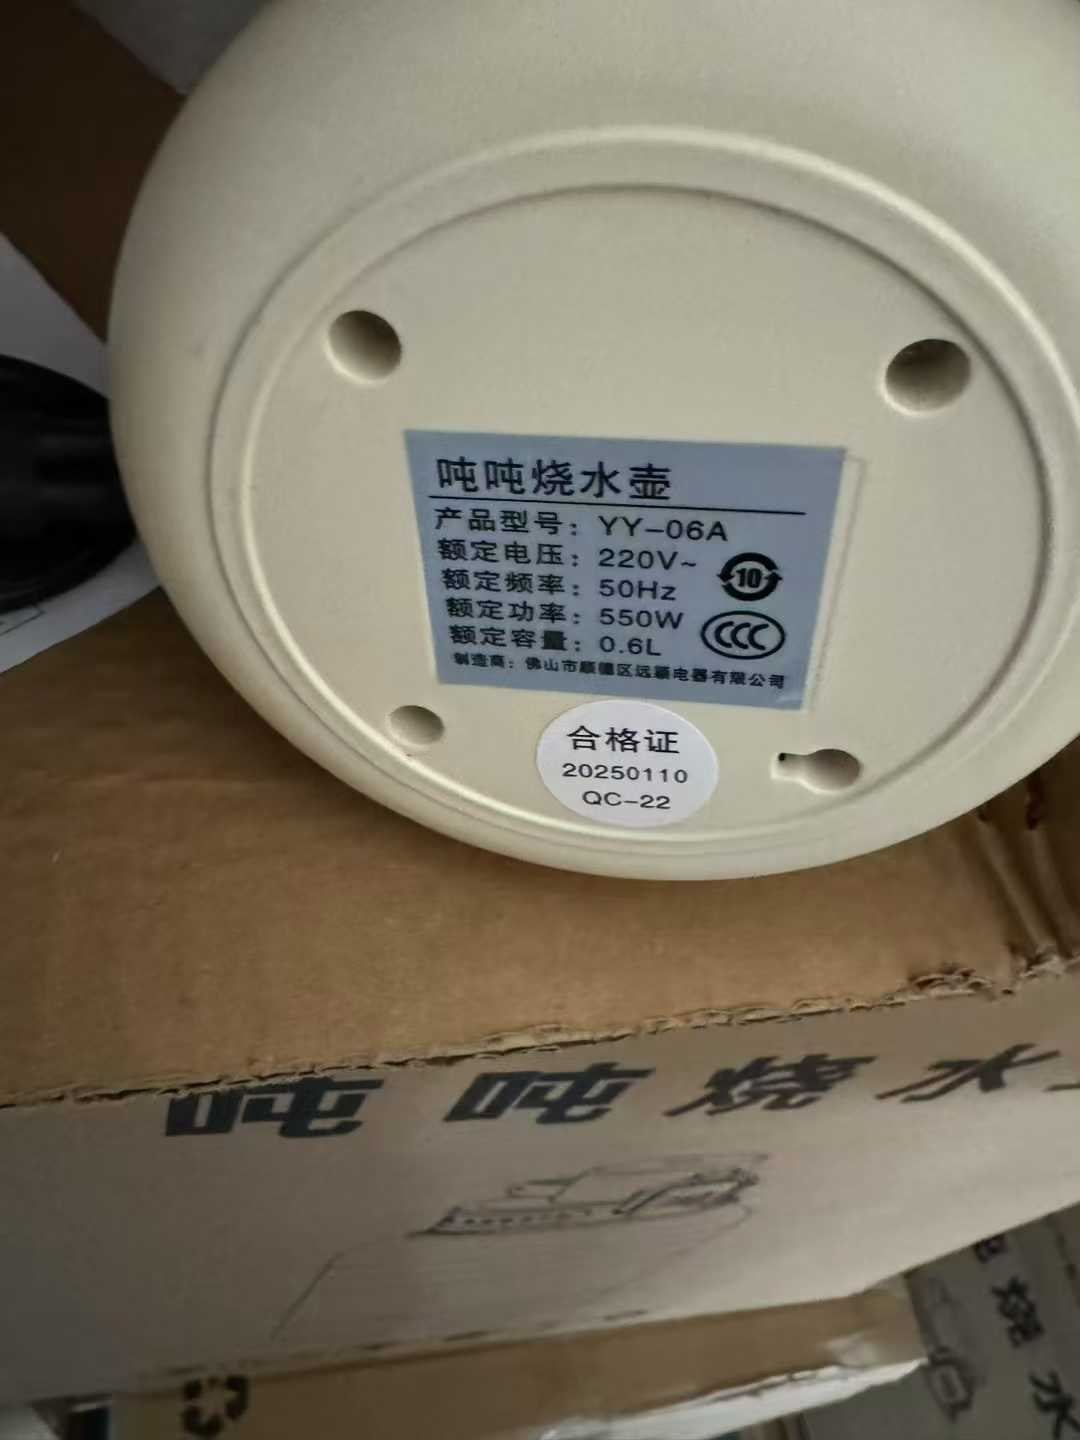 吨吨烧水壶
产品型号：YY-06A
额定电压：220V~
额定频率：50Hz
额定功率：550W
额定容量：0.6L
制造商：佛山市顺德区远颖电器有限公司
10
CCC
合格证
20250110
QC-22
吨吨烧水
烧水